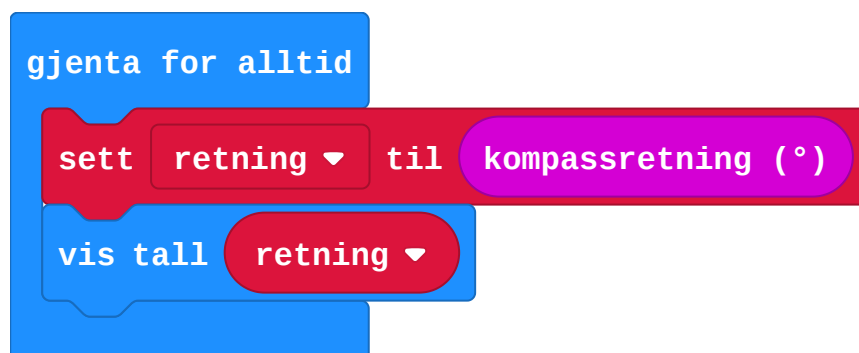 gjenta for alltid
sett retning til kompassretning (°)
vis tall retning